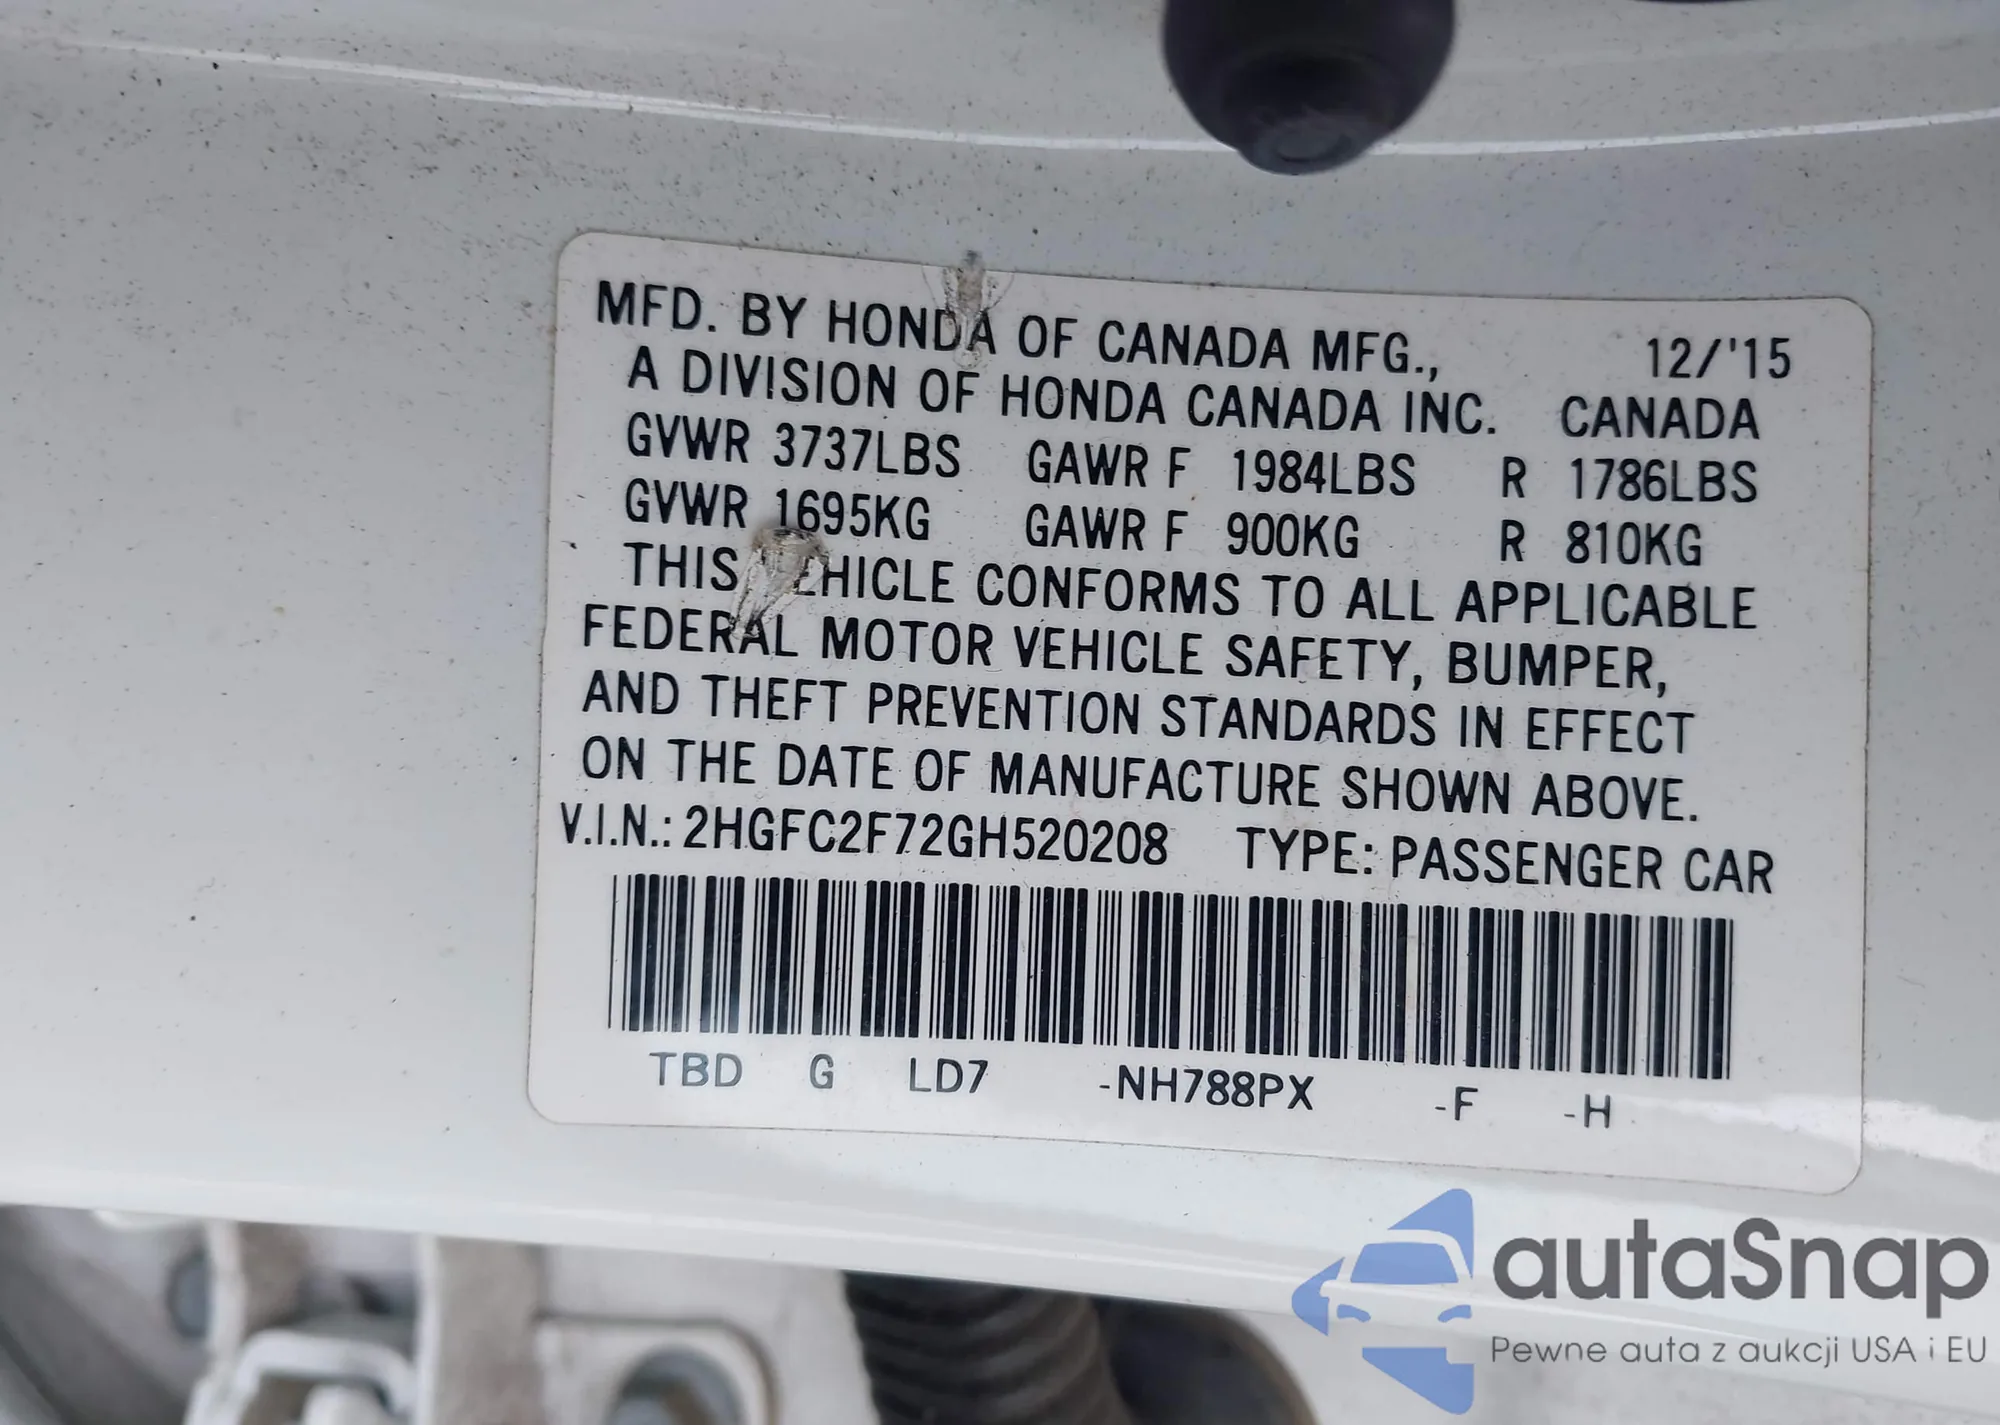 MFD. BY HONDA OF CANADA MFG., 12/'15
A DIVISION OF HONDA CANADA INC. CANADA
GVWR 3737LBS GAWR F 1984LBS R 1786LBS
GVWR 1695KG GAWR F 900KG R 810KG
THIS VEHICLE CONFORMS TO ALL APPLICABLE
FEDERAL MOTOR VEHICLE SAFETY, BUMPER,
AND THEFT PREVENTION STANDARDS IN EFFECT
ON THE DATE OF MANUFACTURE SHOWN ABOVE.
V.I.N.: 2HGFC2F72GH520208 TYPE: PASSENGER CAR
TBD G LD7 -NH788PX -F -H
autaSnap
Pewne auta z aukcji USA i EU